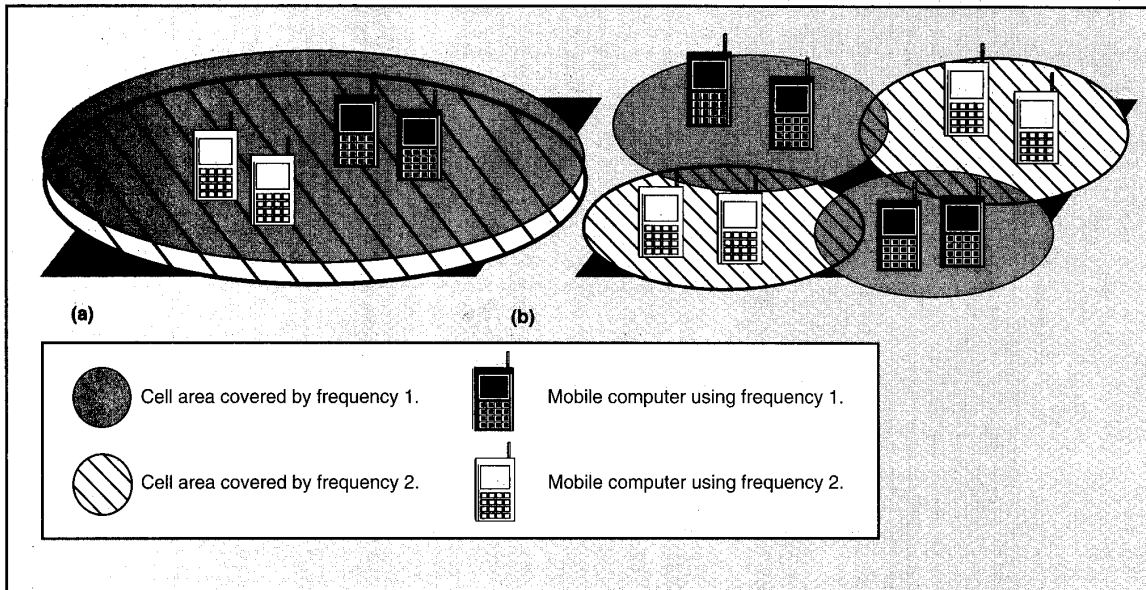 (a)
(b)
Cell area covered by frequency 1.
Mobile computer using frequency 1.
Cell area covered by frequency 2.
Mobile computer using frequency 2.